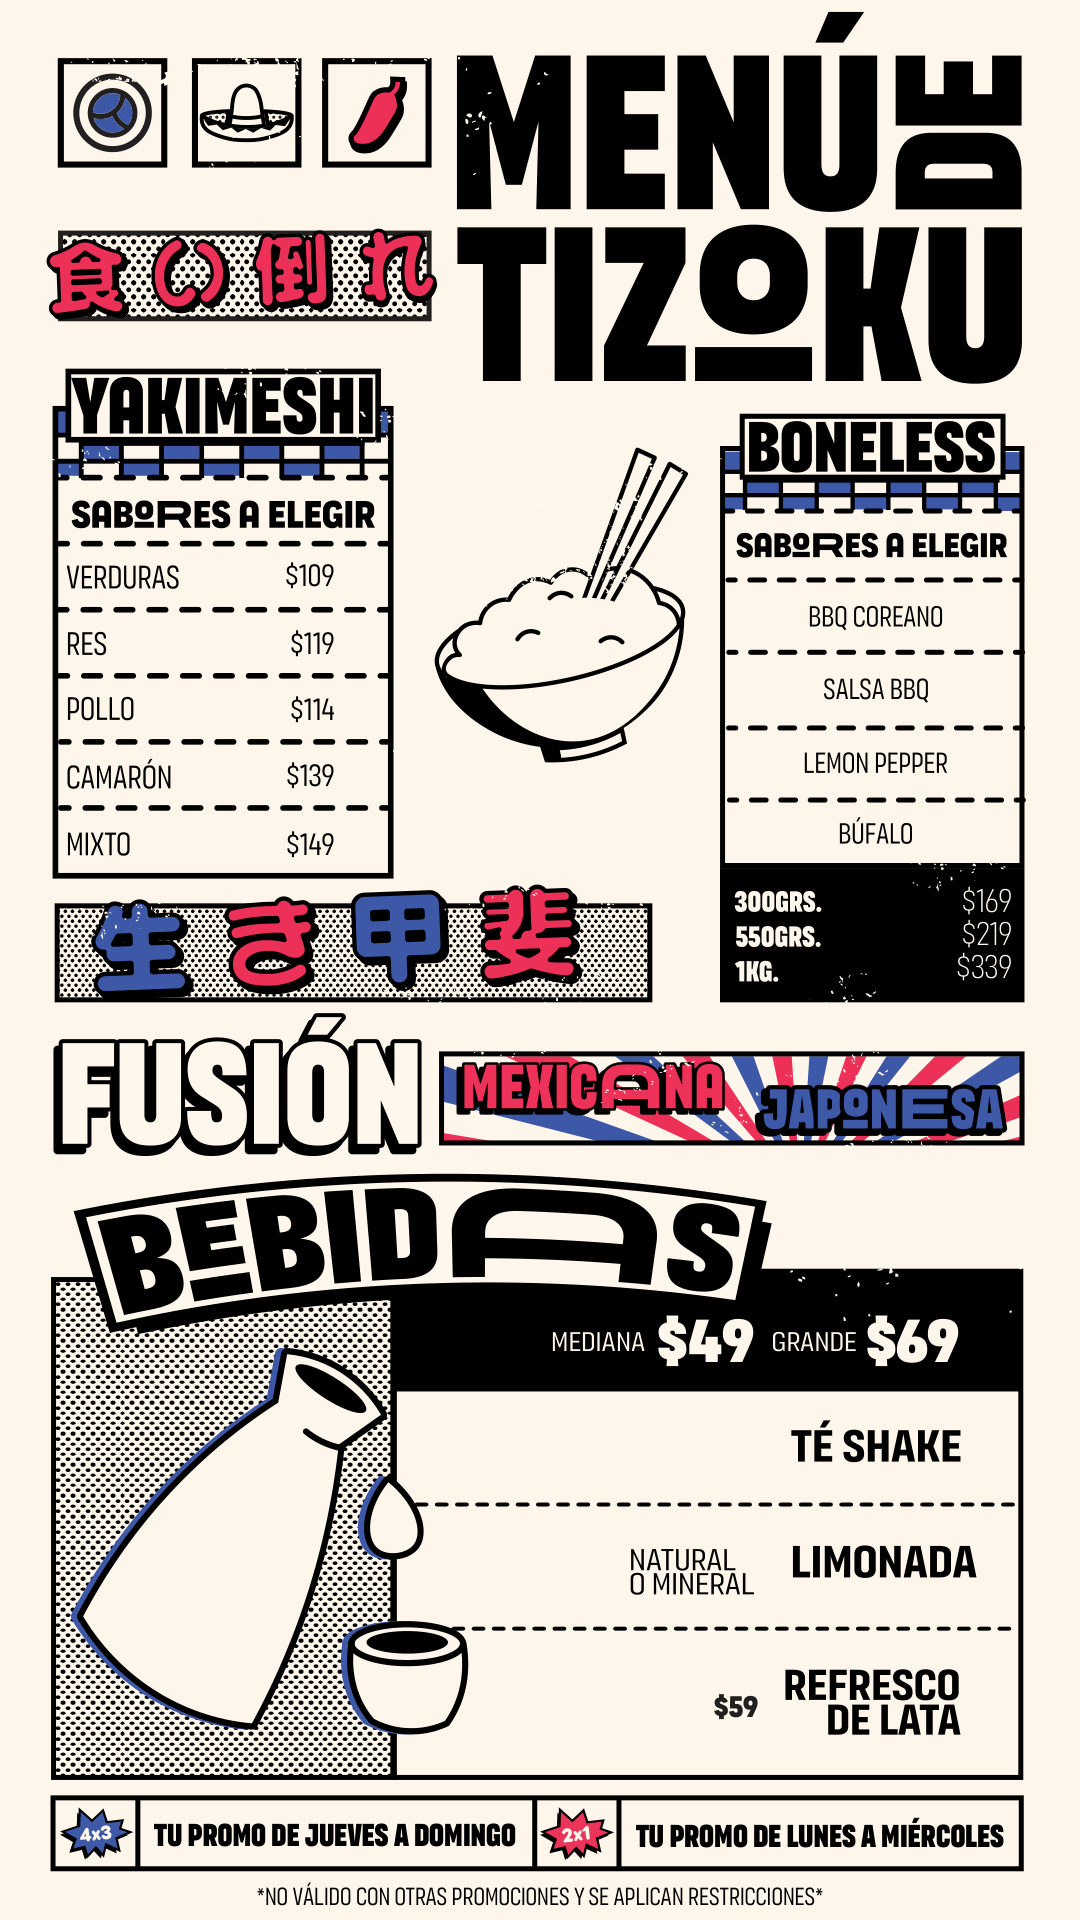 MENÚ DE
TIZOKU
食い倒れ
YAKIMESHI
SABORES A ELEGIR
VERDURAS $109
RES $119
POLLO $114
CAMARÓN $139
MIXTO $149
BONELESS
SABORES A ELEGIR
BBQ COREANO
SALSA BBQ
LEMON PEPPER
BÚFALO
300GRS. $169
550GRS. $219
1KG. $339
生き甲斐
FUSIÓN
MEXICANA
JAPONESA
BEBIDAS
MEDIANA $49 GRANDE $69
TÉ SHAKE
NATURAL
O MINERAL
LIMONADA
$59
REFRESCO
DE LATA
4x3
TU PROMO DE JUEVES A DOMINGO
2x1
TU PROMO DE LUNES A MIÉRCOLES
*NO VÁLIDO CON OTRAS PROMOCIONES Y SE APLICAN RESTRICCIONES*